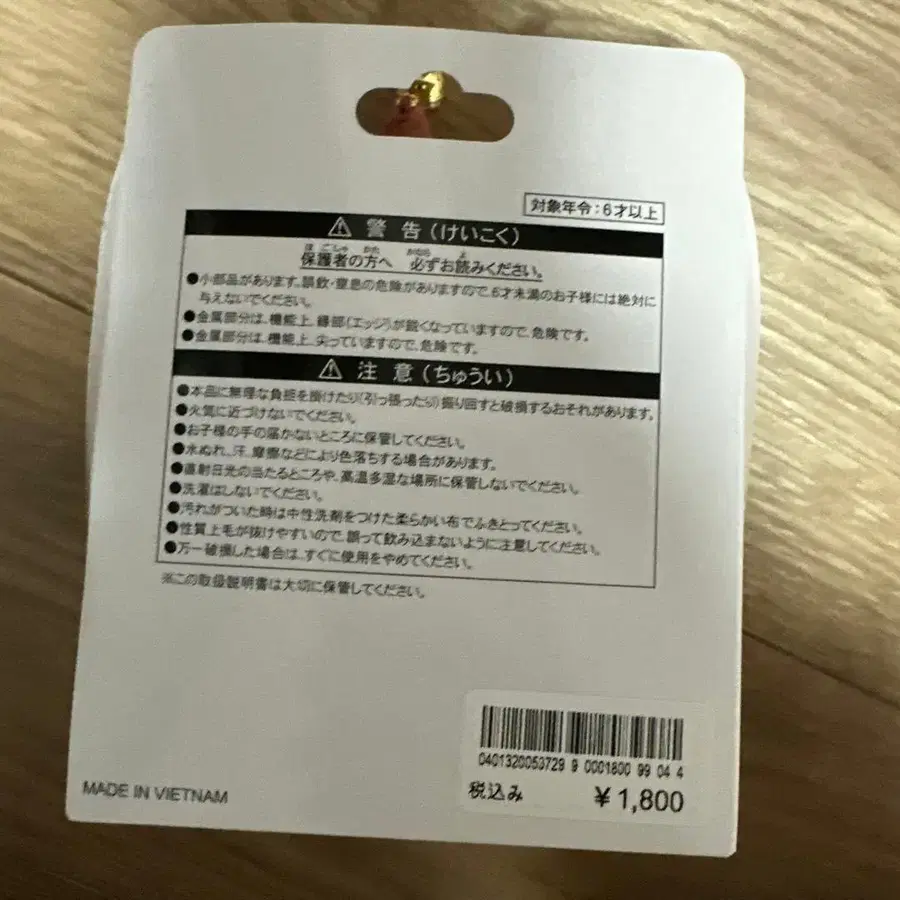 対象年令:6才以上
⚠ 警告(けいこく)
ほごしゃ かた かなら よ
保護者の方へ 必ずお読みください。
●小部品があります。誤飲・窒息の危険がありますので、6才未満のお子様には絶対に
与えないでください。
●金属部分は、機能上、縁部(エッジ)が鋭くなっていますので、危険です。
●金属部分は、機能上、尖っていますので、危険です。
⚠ 注意(ちゅうい)
●本品に無理な負担を掛けたり(引っ張ったり)振り回すと破損するおそれがあります。
●火気に近づけないでください。
●お子様の手の届かないところに保管してください。
●水ぬれ、汗、摩擦などにより色落ちする場合があります。
●直射日光の当たるところや、高温多湿な場所に保管しないでください。
●洗濯はしないでください。
●汚れがついた時は中性洗剤をつけた柔らかい布でふきとってください。
●性質上毛が抜けやすいので、誤って飲み込まないように注意してください。
●万一破損した場合は、すぐに使用をやめてください。
※この取扱説明書は大切に保管してください。
0401320053729 9 0001800 99 04 4
税込み ¥1,800
MADE IN VIETNAM